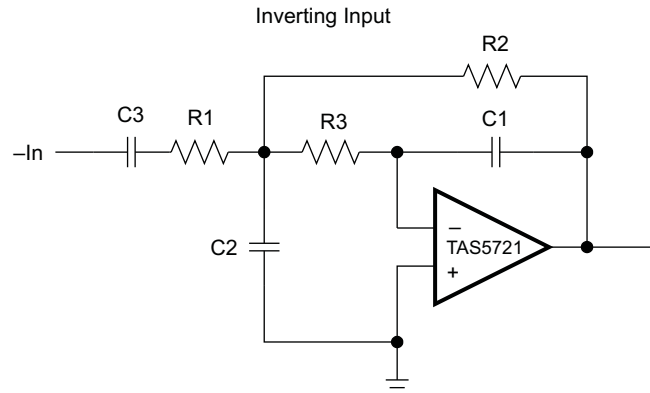 Inverting Input
R2
C3
R1
R3
C1
–In
C2
–
TAS5721
+